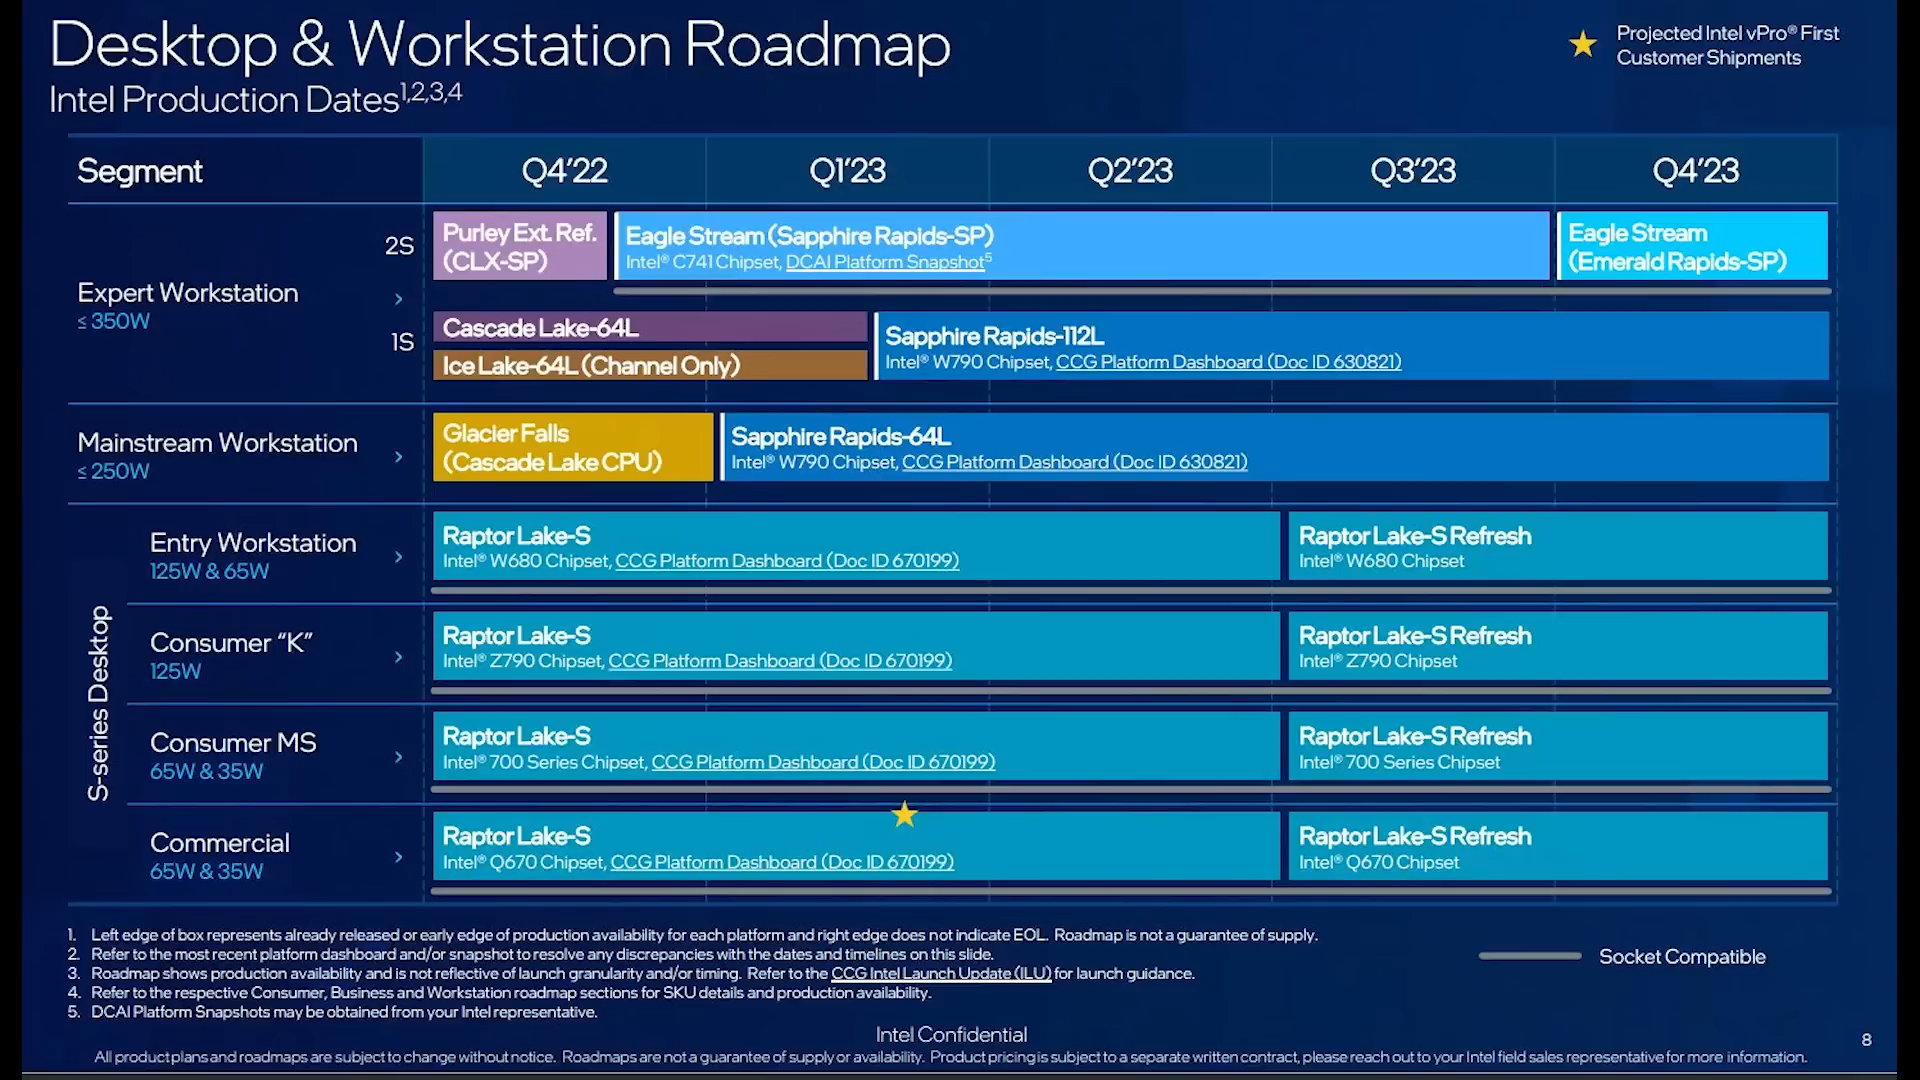 Desktop & Workstation Roadmap
Intel Production Dates1,2,3,4
Projected Intel vPro® First
Customer Shipments
Segment
Q4'22
Q1'23
Q2'23
Q3'23
Q4'23
Expert Workstation
≤ 350W
2S
Purley Ext. Ref.
(CLX-SP)
Eagle Stream (Sapphire Rapids-SP)
Intel® C741 Chipset, DCAI Platform Snapshot5
Eagle Stream
(Emerald Rapids-SP)
1S
Cascade Lake-64L
Ice Lake-64L (Channel Only)
Sapphire Rapids-112L
Intel® W790 Chipset, CCG Platform Dashboard (Doc ID 630821)
Mainstream Workstation
≤ 250W
Glacier Falls
(Cascade Lake CPU)
Sapphire Rapids-64L
Intel® W790 Chipset, CCG Platform Dashboard (Doc ID 630821)
S-series Desktop
Entry Workstation
125W & 65W
Raptor Lake-S
Intel® W680 Chipset, CCG Platform Dashboard (Doc ID 670199)
Raptor Lake-S Refresh
Intel® W680 Chipset
Consumer "K"
125W
Raptor Lake-S
Intel® Z790 Chipset, CCG Platform Dashboard (Doc ID 670199)
Raptor Lake-S Refresh
Intel® Z790 Chipset
Consumer MS
65W & 35W
Raptor Lake-S
Intel® 700 Series Chipset, CCG Platform Dashboard (Doc ID 670199)
Raptor Lake-S Refresh
Intel® 700 Series Chipset
Commercial
65W & 35W
Raptor Lake-S
Intel® Q670 Chipset, CCG Platform Dashboard (Doc ID 670199)
Raptor Lake-S Refresh
Intel® Q670 Chipset
1. Left edge of box represents already released or early edge of production availability for each platform and right edge does not indicate EOL. Roadmap is not a guarantee of supply.
2. Refer to the most recent platform dashboard and/or snapshot to resolve any discrepancies with the dates and timelines on this slide.
3. Roadmap shows production availability and is not reflective of launch granularity and/or timing. Refer to the CCG Intel Launch Update (ILU) for launch guidance.
4. Refer to the respective Consumer, Business and Workstation roadmap sections for SKU details and production availability.
5. DCAI Platform Snapshots may be obtained from your Intel representative.
Socket Compatible
Intel Confidential
8
All product plans and roadmaps are subject to change without notice. Roadmaps are not a guarantee of supply or availability. Product pricing is subject to a separate written contract, please reach out to your Intel field sales representative for more information.